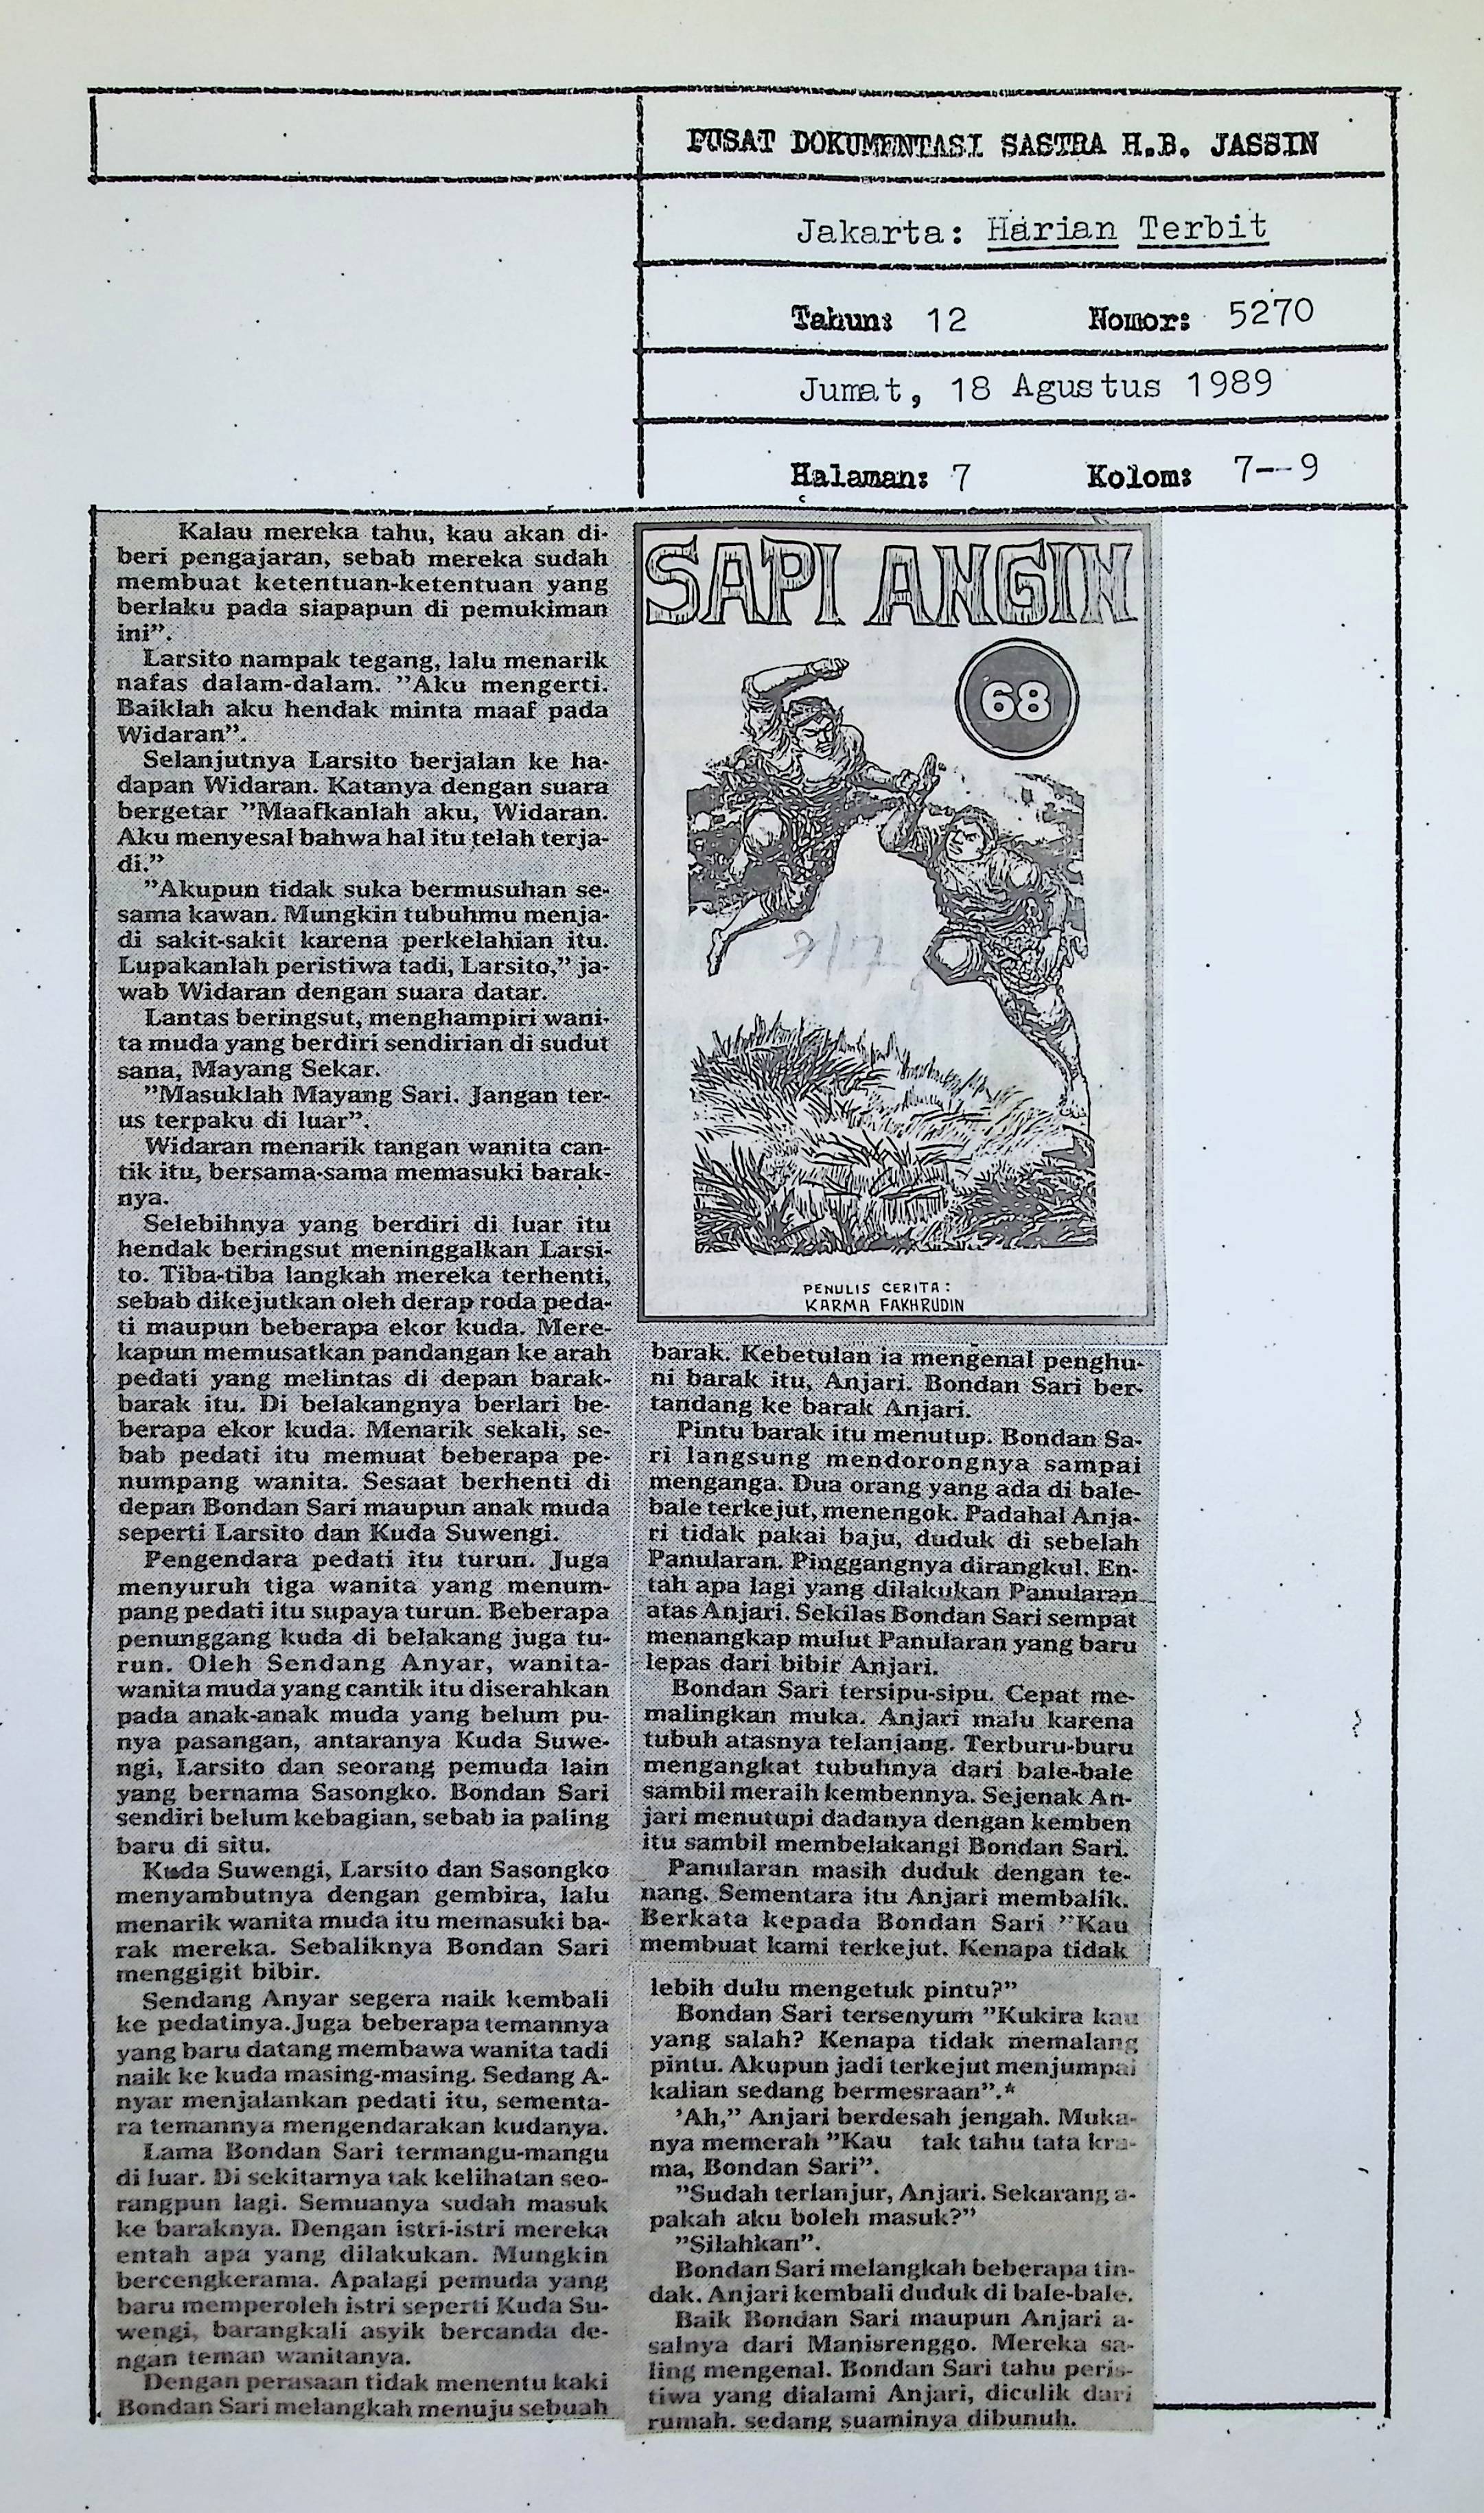 PUSAT DOKUMENTASI SASTRA H.B. JASSIN
Jakarta: Harian Terbit
Tahun: 12 Nomor: 5270
Jumat, 18 Agustus 1989
Halaman: 7 Kolom: 7--9
Kalau mereka tahu, kau akan di-
beri pengajaran, sebab mereka sudah
membuat ketentuan-ketentuan yang
berlaku pada siapapun di pemukiman
ini”.
Larsito nampak tegang, lalu menarik
nafas dalam-dalam. ”Aku mengerti.
Baiklah aku hendak minta maaf pada
Widaran”.
Selanjutnya Larsito berjalan ke ha-
dapan Widaran. Katanya dengan suara
bergetar ”Maafkanlah aku, Widaran.
Aku menyesal bahwa hal itu telah terja-
di.”
”Akupun tidak suka bermusuhan se-
sama kawan. Mungkin tubuhmu menja-
di sakit-sakit karena perkelahian itu.
Lupakanlah peristiwa tadi, Larsito,” ja-
wab Widaran dengan suara datar.
Lantas beringsut, menghampiri wani-
ta muda yang berdiri sendirian di sudut
sana, Mayang Sekar.
”Masuklah Mayang Sari. Jangan ter-
us terpaku di luar”.
Widaran menarik tangan wanita can-
tik itu, bersama-sama memasuki barak-
nya.
Selebihnya yang berdiri di luar itu
hendak beringsut meninggalkan Larsi-
to. Tiba-tiba langkah mereka terhenti,
sebab dikejutkan oleh derap roda peda-
ti maupun beberapa ekor kuda. Mere-
kapun memusatkan pandangan ke arah
pedati yang melintas di depan barak-
barak itu. Di belakangnya berlari be-
berapa ekor kuda. Menarik sekali, se-
bab pedati itu memuat beberapa pe-
numpang wanita. Sesaat berhenti di
depan Bondan Sari maupun anak muda
seperti Larsito dan Kuda Suwengi.
Pengendara pedati itu turun. Juga
menyuruh tiga wanita yang menum-
pang pedati itu supaya turun. Beberapa
penunggang kuda di belakang juga tu-
run. Oleh Sendang Anyar, wanita-
wanita muda yang cantik itu diserahkan
pada anak-anak muda yang belum pu-
nya pasangan, antaranya Kuda Suwe-
ngi, Larsito dan seorang pemuda lain
yang bernama Sasongko. Bondan Sari
sendiri belum kebagian, sebab ia paling
baru di situ.
Kuda Suwengi, Larsito dan Sasongko
menyambutnya dengan gembira, lalu
menarik wanita muda itu memasuki ba-
rak mereka. Sebaliknya Bondan Sari
menggigit bibir.
Sendang Anyar segera naik kembali
ke pedatinya.Juga beberapa temannya
yang baru datang membawa wanita tadi
naik ke kuda masing-masing. Sedang A-
nyar menjalankan pedati itu, sementa-
ra temannya mengendarakan kudanya.
Lama Bondan Sari termangu-mangu
di luar. Di sekitarnya tak kelihatan seo-
rangpun lagi. Semuanya sudah masuk
ke baraknya. Dengan istri-istri mereka
entah apa yang dilakukan. Mungkin
bercengkerama. Apalagi pemuda yang
baru memperoleh istri seperti Kuda Su-
wengi, barangkali asyik bercanda de-
ngan teman wanitanya.
Dengan perasaan tidak menentu kaki
Bondan Sari melangkah menuju sebuah
SAPI ANGIN
68
PENULIS CERITA:
KARMA FAKHRUDIN
barak. Kebetulan ia mengenal penghu-
ni barak itu, Anjari. Bondan Sari ber-
tandang ke barak Anjari.
Pintu barak itu menutup. Bondan Sa-
ri langsung mendorongnya sampai
menganga. Dua orang yang ada di bale-
bale terkejut, menengok. Padahal Anja-
ri tidak pakai baju, duduk di sebelah
Panularan. Pinggangnya dirangkul. En-
tah apa lagi yang dilakukan Panularan
atas Anjari. Sekilas Bondan Sari sempat
menangkap mulut Panularan yang baru
lepas dari bibir Anjari.
Bondan Sari tersipu-sipu. Cepat me-
malingkan muka. Anjari malu karena
tubuh atasnya telanjang. Terburu-buru
mengangkat tubuhnya dari bale-bale
sambil meraih kembennya. Sejenak An-
jari menutupi dadanya dengan kemben
itu sambil membelakangi Bondan Sari.
Panularan masih duduk dengan te-
nang. Sementara itu Anjari membalik.
Berkata kepada Bondan Sari ”Kau
membuat kami terkejut. Kenapa tidak
lebih dulu mengetuk pintu?”
Bondan Sari tersenyum ”Kukira kau
yang salah? Kenapa tidak memalang
pintu. Akupun jadi terkejut menjumpai
kalian sedang bermesraan”.*
’Ah,” Anjari berdesah jengah. Muka-
nya memerah ”Kau tak tahu tata kra-
ma, Bondan Sari”.
”Sudah terlanjur, Anjari. Sekarang a-
pakah aku boleh masuk?”
”Silahkan”.
Bondan Sari melangkah beberapa tin-
dak. Anjari kembali duduk di bale-bale.
Baik Bondan Sari maupun Anjari a-
salnya dari Manisrenggo. Mereka sa-
ling mengenal. Bondan Sari tahu peris-
tiwa yang dialami Anjari, diculik dari
rumah, sedang suaminya dibunuh.